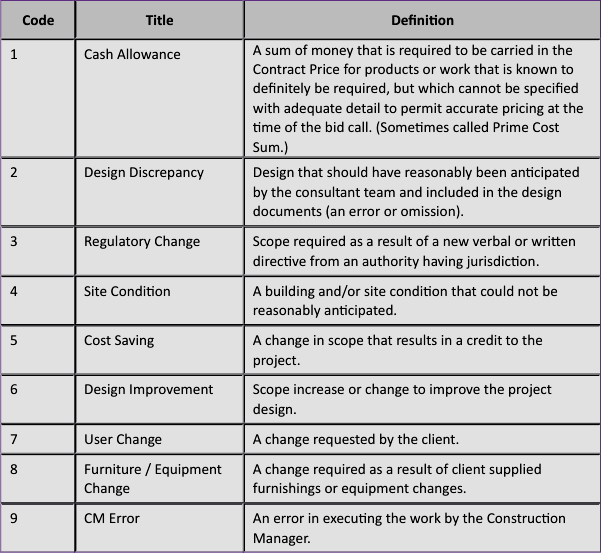 Code Title Definition
1 Cash Allowance A sum of money that is required to be carried in the
Contract Price for products or work that is known to
definitely be required, but which cannot be specified
with adequate detail to permit accurate pricing at the
time of the bid call. (Sometimes called Prime Cost
Sum.)
2 Design Discrepancy Design that should have reasonably been anticipated
by the consultant team and included in the design
documents (an error or omission).
3 Regulatory Change Scope required as a result of a new verbal or written
directive from an authority having jurisdiction.
4 Site Condition A building and/or site condition that could not be
reasonably anticipated.
5 Cost Saving A change in scope that results in a credit to the
project.
6 Design Improvement Scope increase or change to improve the project
design.
7 User Change A change requested by the client.
8 Furniture / Equipment A change required as a result of client supplied
Change furnishings or equipment changes.
9 CM Error An error in executing the work by the Construction
Manager.